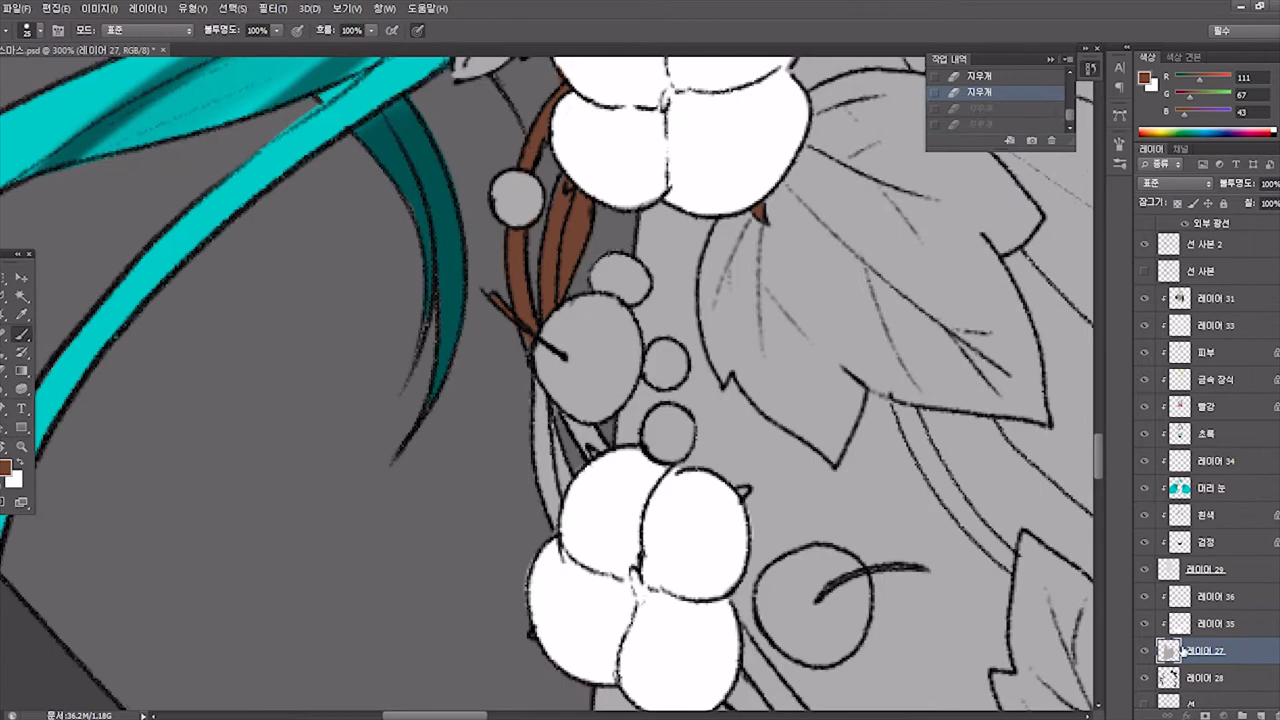 파일(F) 편집(E) 이미지(I) 레이어(L) 유형(Y) 선택(S) 필터(T) 3D(D) 보기(V) 창(W) 도움말(H)
25 모드: 표준 불투명도: 100% 흐름: 100% 필수
스마스.psd @ 300% (레이어 27, RGB/8) * ×
작업 내역
지우개
지우개
지우개
지우개
색상 색상 견본
R 111
G 67
B 43
레이어 채널
종류
표준 불투명도: 100%
잠그기: 칠: 100%
외부 광선
선 사본 2
선 사본
레이어 31
레이어 33
피부
금속 장식
빨강
초록
레이어 34
머리 눈
흰색
검정
레이어 29
레이어 36
레이어 35
레이어 27
레이어 28
선
문서:36.2M/1.18G